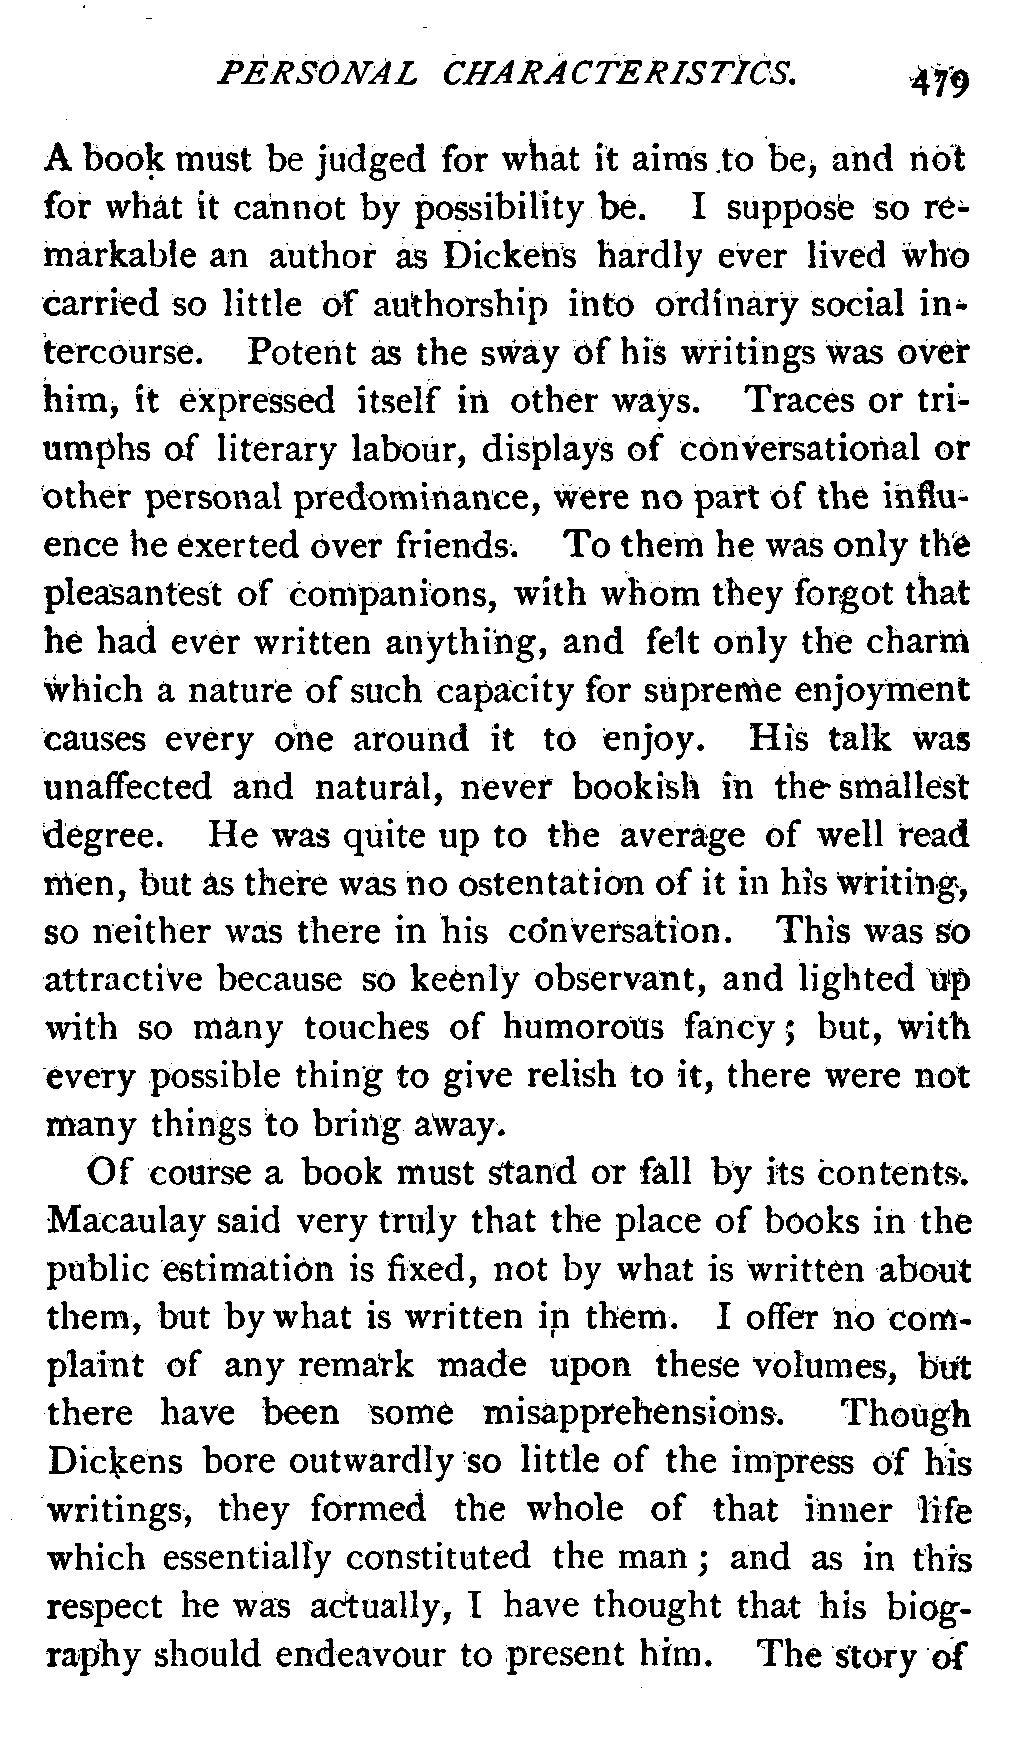 PERSONAL CHARACTERISTICS. 479
A book must be judged for what it aims to be, and not
for what it cannot by possibility be. I suppose so re-
markable an author as Dickens hardly ever lived who
carried so little of authorship into ordinary social in-
tercourse. Potent as the sway of his writings was over
him, it expressed itself in other ways. Traces or tri-
umphs of literary labour, displays of conversational or
other personal predominance, were no part of the influ-
ence he exerted over friends. To them he was only the
pleasantest of companions, with whom they forgot that
he had ever written anything, and felt only the charm
which a nature of such capacity for supreme enjoyment
causes every one around it to enjoy. His talk was
unaffected and natural, never bookish in the smallest
degree. He was quite up to the average of well read
men, but as there was no ostentation of it in his writing,
so neither was there in his conversation. This was so
attractive because so keenly observant, and lighted up
with so many touches of humorous fancy; but, with
every possible thing to give relish to it, there were not
many things to bring away.
Of course a book must stand or fall by its contents.
Macaulay said very truly that the place of books in the
public estimation is fixed, not by what is written about
them, but by what is written in them. I offer no com-
plaint of any remark made upon these volumes, but
there have been some misapprehensions. Though
Dickens bore outwardly so little of the impress of his
writings, they formed the whole of that inner life
which essentially constituted the man; and as in this
respect he was actually, I have thought that his biog-
raphy should endeavour to present him. The story of